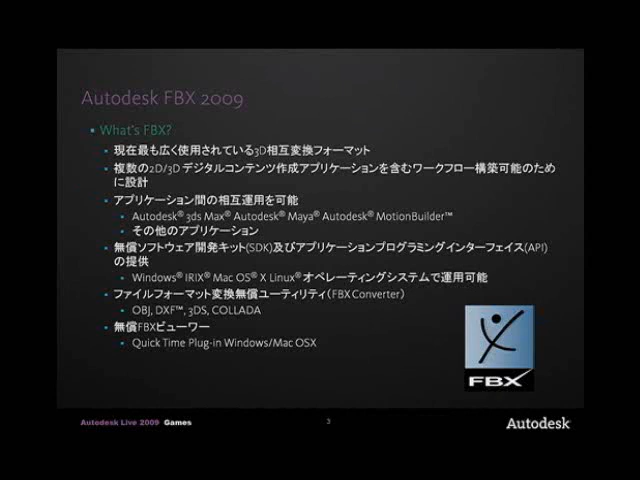 Autodesk FBX 2009
What's FBX?
現在最も広く使用されている3D相互変換フォーマット
複数の2D/3D デジタルコンテンツ作成アプリケーションを含むワークフロー構築可能のため
に設計
アプリケーション間の相互運用を可能
Autodesk® 3ds Max® Autodesk® Maya® Autodesk® MotionBuilder™
その他のアプリケーション
無償ソフトウェア開発キット(SDK)及びアプリケーションプログラミングインターフェイス(API)
の提供
Windows® IRIX® Mac OS® X Linux® オペレーティングシステムで運用可能
ファイルフォーマット変換無償ユーティリティ(FBX Converter)
OBJ, DXF™, 3DS, COLLADA
無償FBXビューワー
Quick Time Plug-in Windows/Mac OSX
FBX
Autodesk Live 2009 Games
3
Autodesk